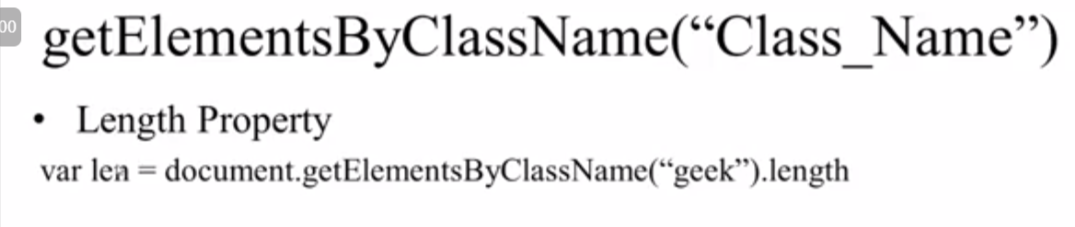 00
getElementsByClassName(“Class_Name”)
• Length Property
var len = document.getElementsByClassName(“geek”).length